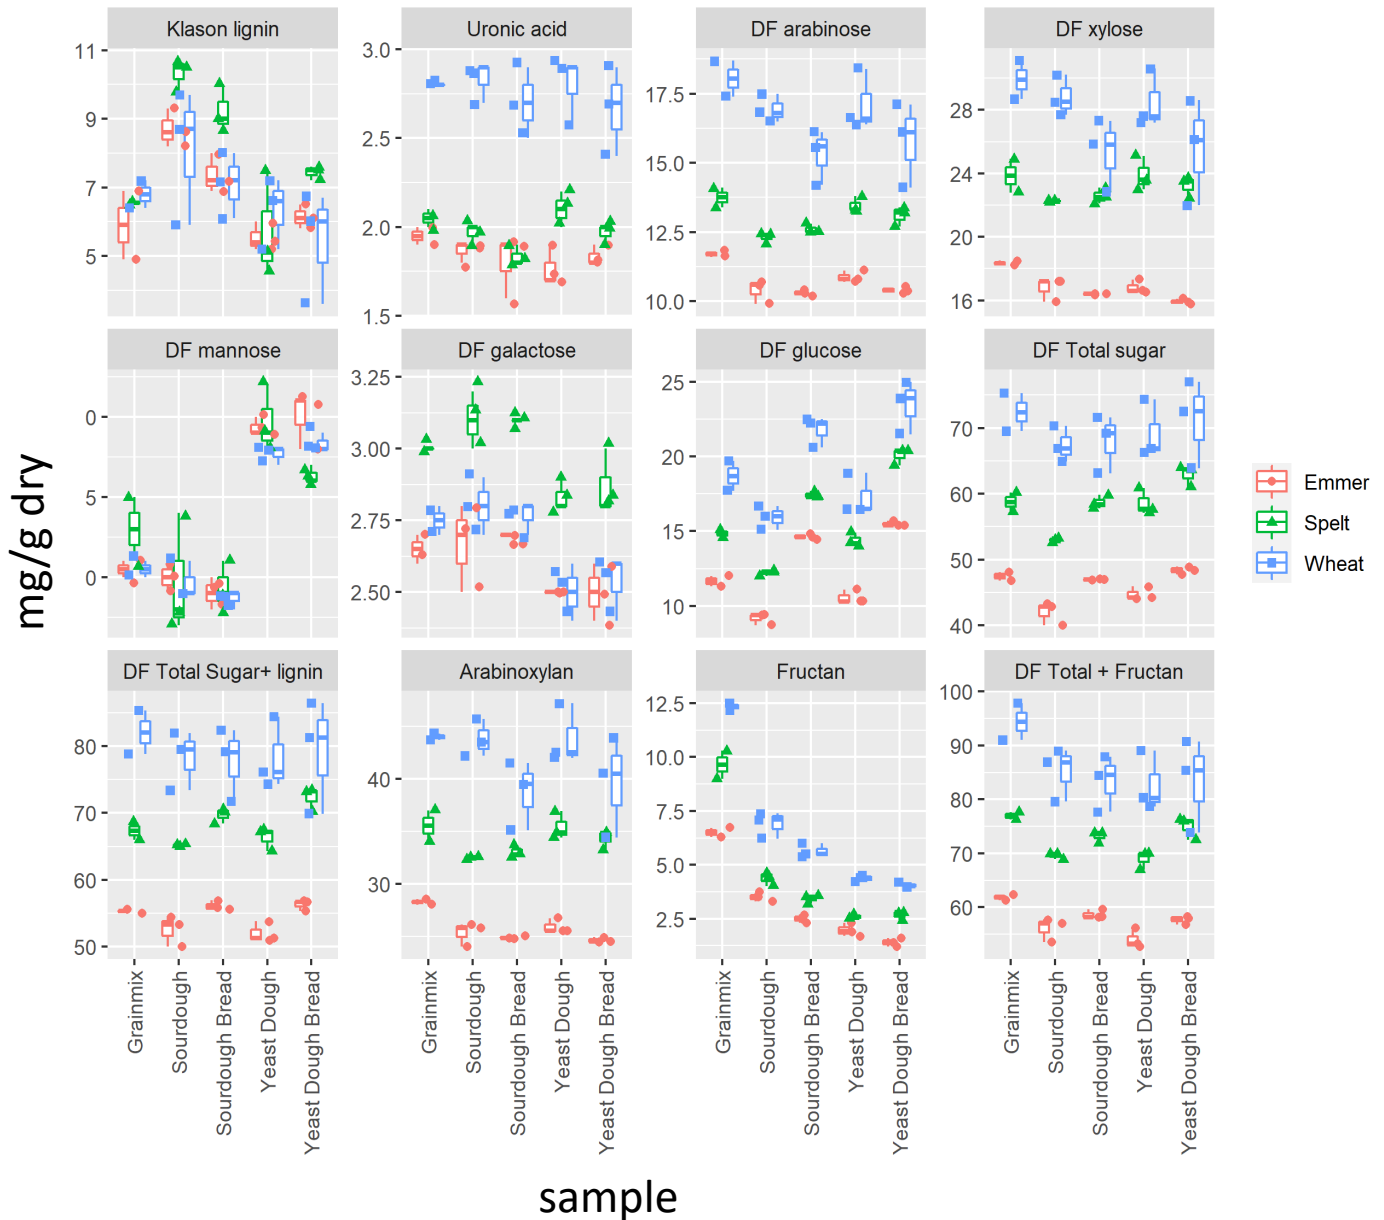 Klason lignin
Uronic acid
DF arabinose
DF xylose
11
9
7
5
3.0
2.5
2.0
1.5
17.5
15.0
12.5
10.0
28
24
20
16
DF mannose
DF galactose
DF glucose
DF Total sugar
0
5
0
3.25
3.00
2.75
2.50
25
20
15
10
70
60
50
40
DF Total Sugar+ lignin
Arabinoxylan
Fructan
DF Total + Fructan
80
70
60
50
40
30
12.5
10.0
7.5
5.0
2.5
100
90
80
70
60
Grainmix
Sourdough
Sourdough Bread
Yeast Dough
Yeast Dough Bread
Grainmix
Sourdough
Sourdough Bread
Yeast Dough
Yeast Dough Bread
Grainmix
Sourdough
Sourdough Bread
Yeast Dough
Yeast Dough Bread
Grainmix
Sourdough
Sourdough Bread
Yeast Dough
Yeast Dough Bread
mg/g dry
sample
Emmer
Spelt
Wheat